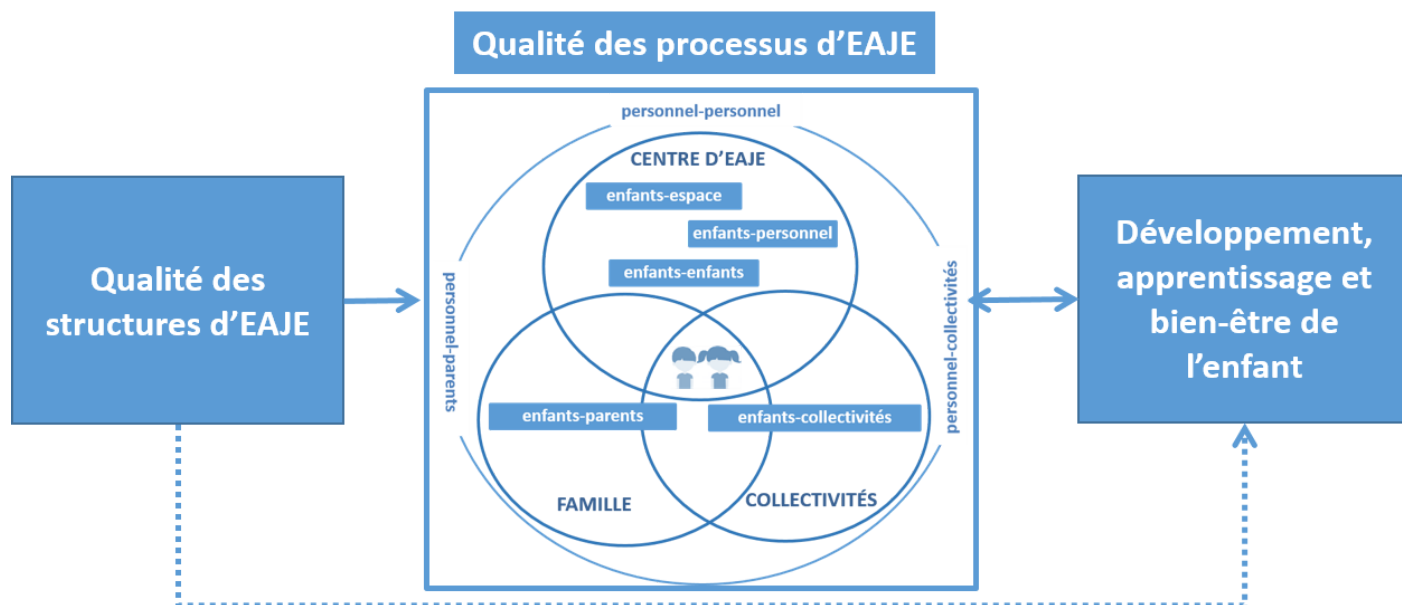 Qualité des processus d’EAJE
personnel-personnel
CENTRE D’EAJE
enfants-espace
enfants-personnel
enfants-enfants
Qualité des
structures d’EAJE
personnel-parents
personnel-collectivités
Développement,
apprentissage et
bien-être de
l’enfant
enfants-parents
enfants-collectivités
FAMILLE
COLLECTIVITÉS